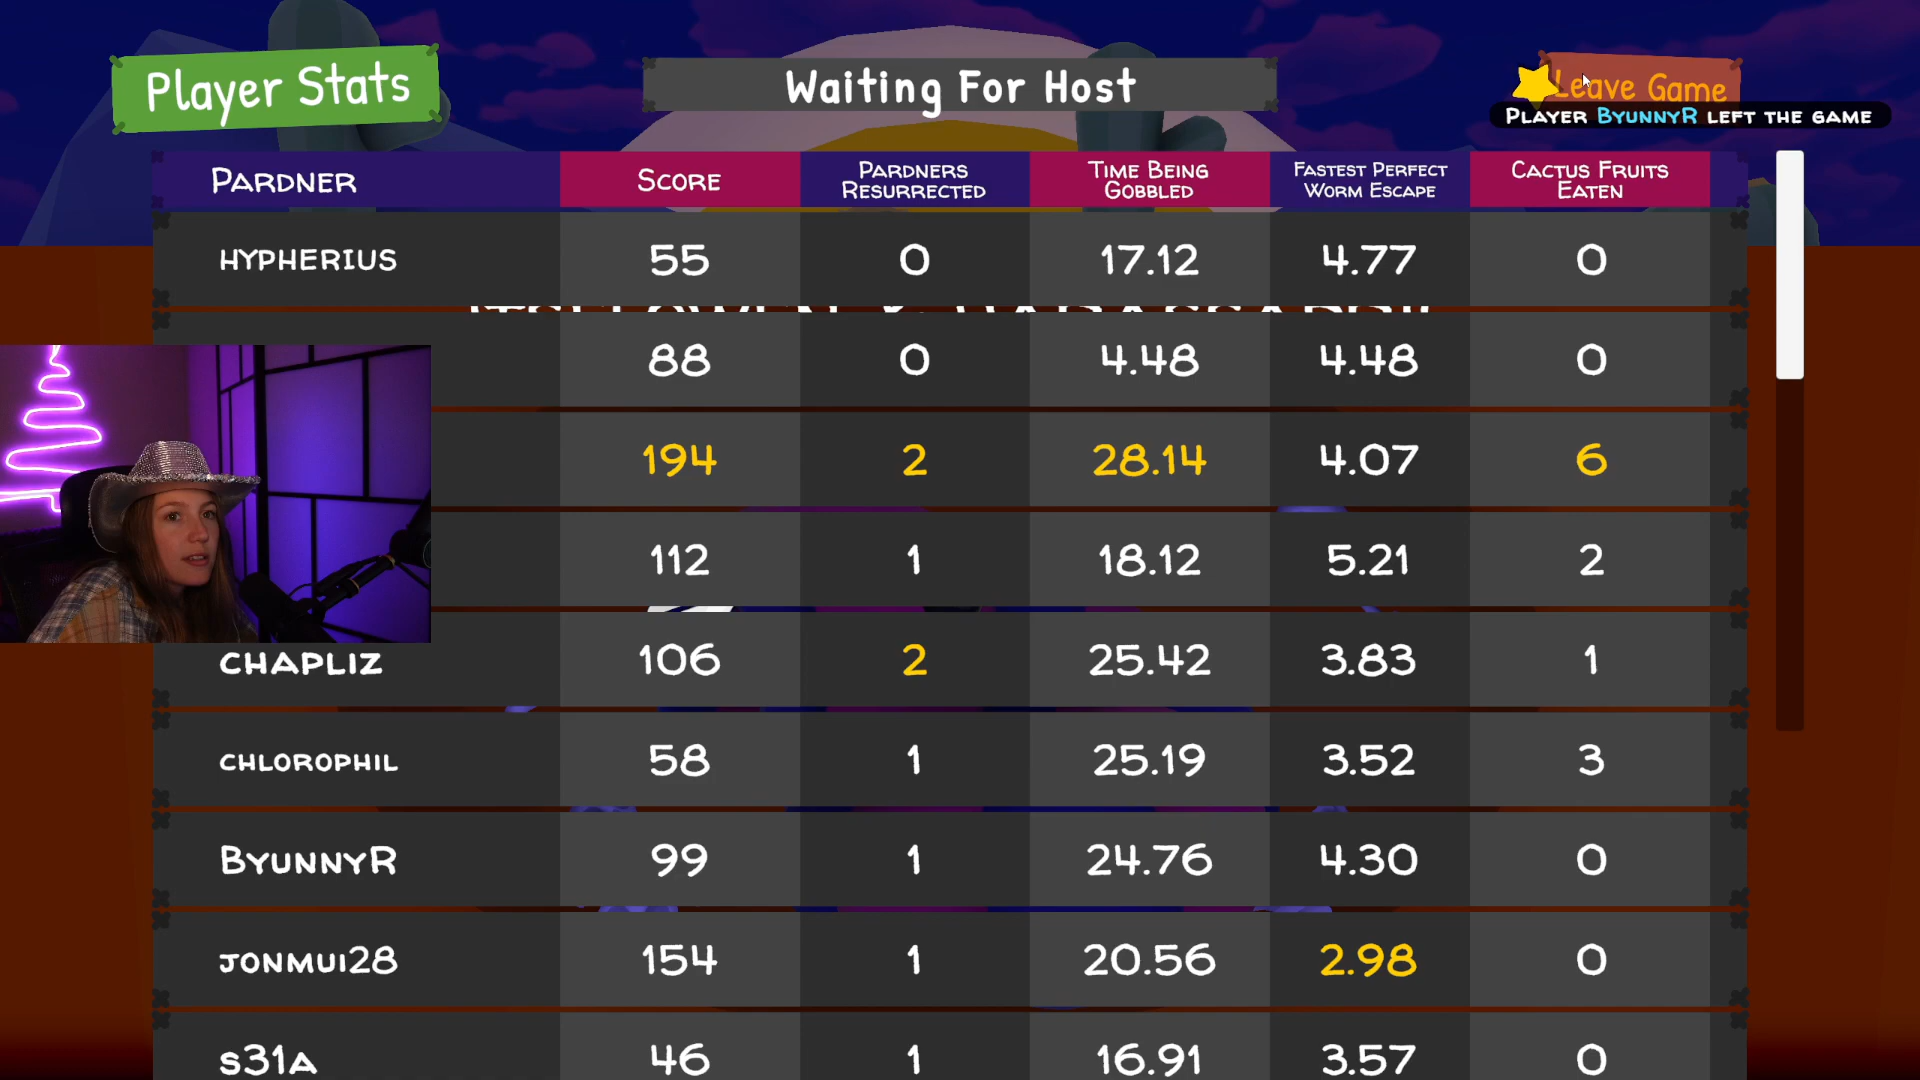 Player Stats
Waiting For Host
Leave Game
PLAYER BYUNNYR LEFT THE GAME
PARDNER SCORE PARDNERS RESURRECTED TIME BEING GOBBLED FASTEST PERFECT WORM ESCAPE CACTUS FRUITS EATEN
HYPHERIUS 55 0 17.12 4.77 0
88 0 4.48 4.48 0
194 2 28.14 4.07 6
112 1 18.12 5.21 2
CHAPLIZ 106 2 25.42 3.83 1
CHLOROPHIL 58 1 25.19 3.52 3
BYUNNYR 99 1 24.76 4.30 0
JONMUI28 154 1 20.56 2.98 0
S31A 46 1 16.91 3.57 0